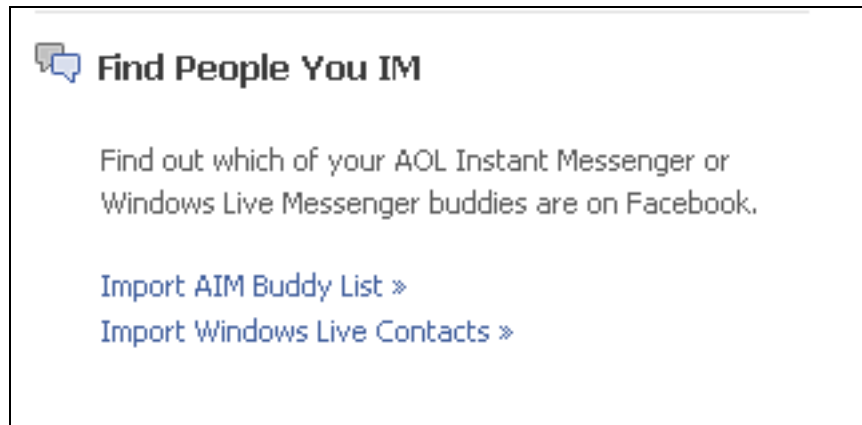 Find People You IM
Find out which of your AOL Instant Messenger or
Windows Live Messenger buddies are on Facebook.
Import AIM Buddy List »
Import Windows Live Contacts »